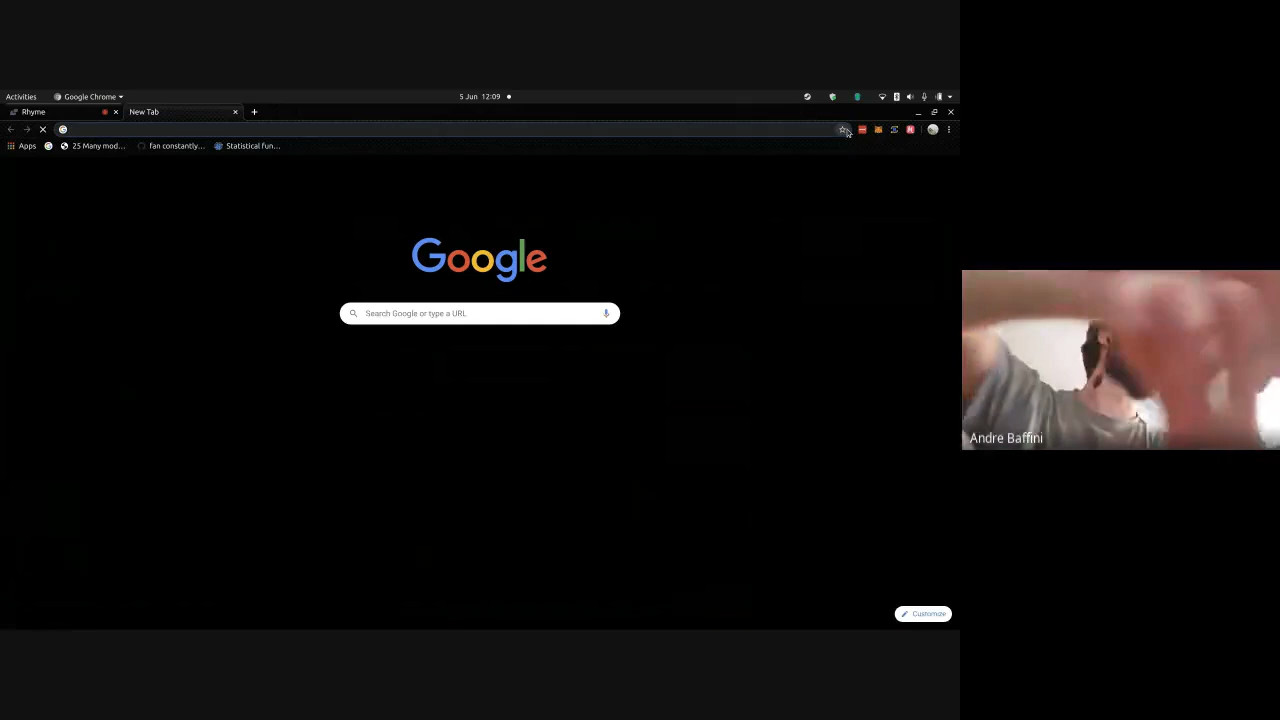 Activities Google Chrome 5 Jun 12:09
Rhyme New Tab
Apps 25 Many mod... fan constantly... Statistical fun...
Google
Search Google or type a URL
Andre Baffini
Customize